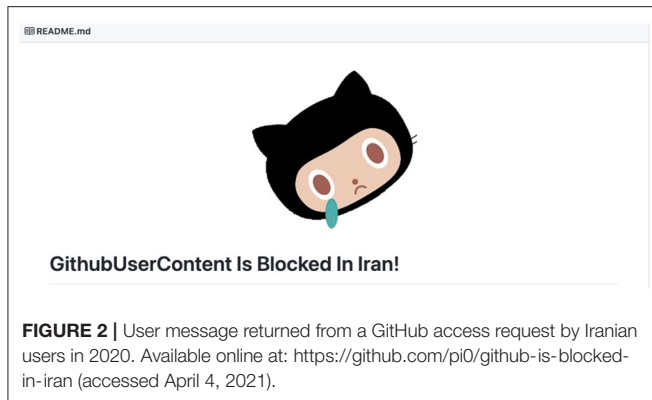 README.md
GithubUserContent Is Blocked In Iran!
FIGURE 2 | User message returned from a GitHub access request by Iranian
users in 2020. Available online at: https://github.com/pi0/github-is-blocked-
in-iran (accessed April 4, 2021).